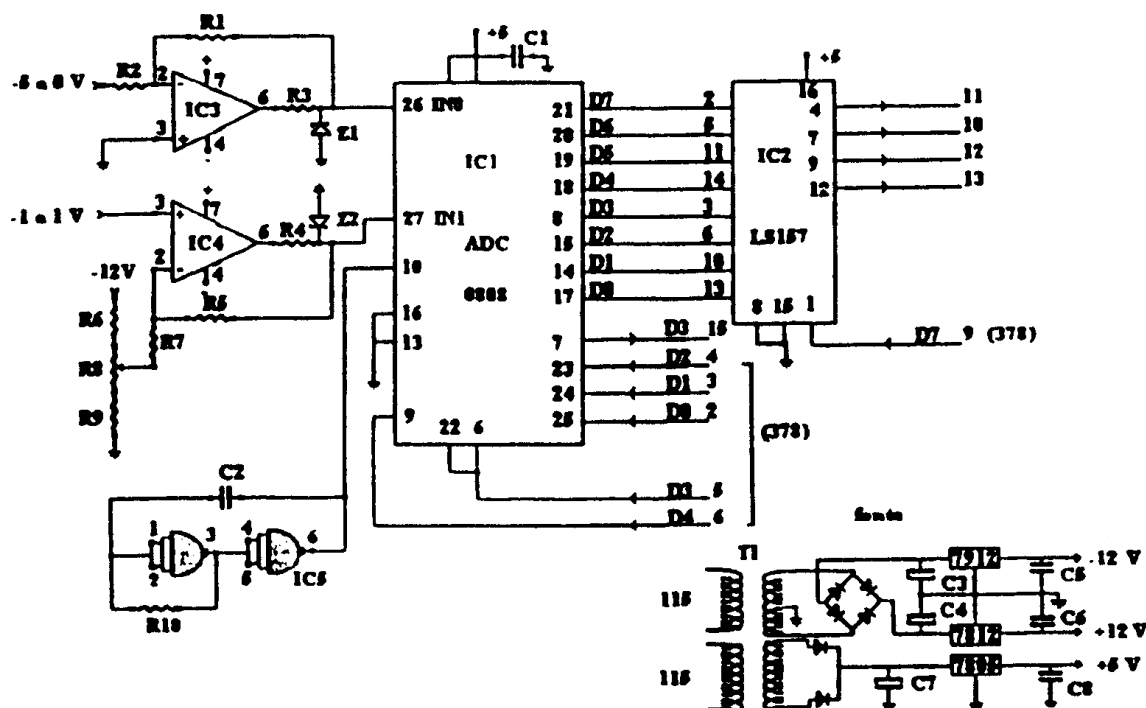 R1
+5
C1
R2
-5 a 0 V
2
-
7
IC3
6
R3
3
+
4
Z1
26 IN0
IC1
21 D7 2
20 D6 5
19 D5 11
18 D4 14
8 D3 3
15 D2 6
14 D1 10
17 D0 13
+5
16
4 11
7 10
9 12
12 13
IC2
LS157
8 15 1
D7 9 (378)
-1 a 1 V
3
+
7
IC4
6
R4
2
-
4
Z2
27 IN1
ADC
0808
10
16
13
9
22 6
-12V
R5
R6
R7
R8
R9
7 D3 15
23 D2 4
24 D1 3
25 D0 2
(378)
D3 5
D4 6
C2
1
2
3
4
5
6
IC5
R10
fonte
T1
115
115
7912
C3
C5
-12 V
C4
C6
7812
+12 V
7805
+5 V
C7
C8